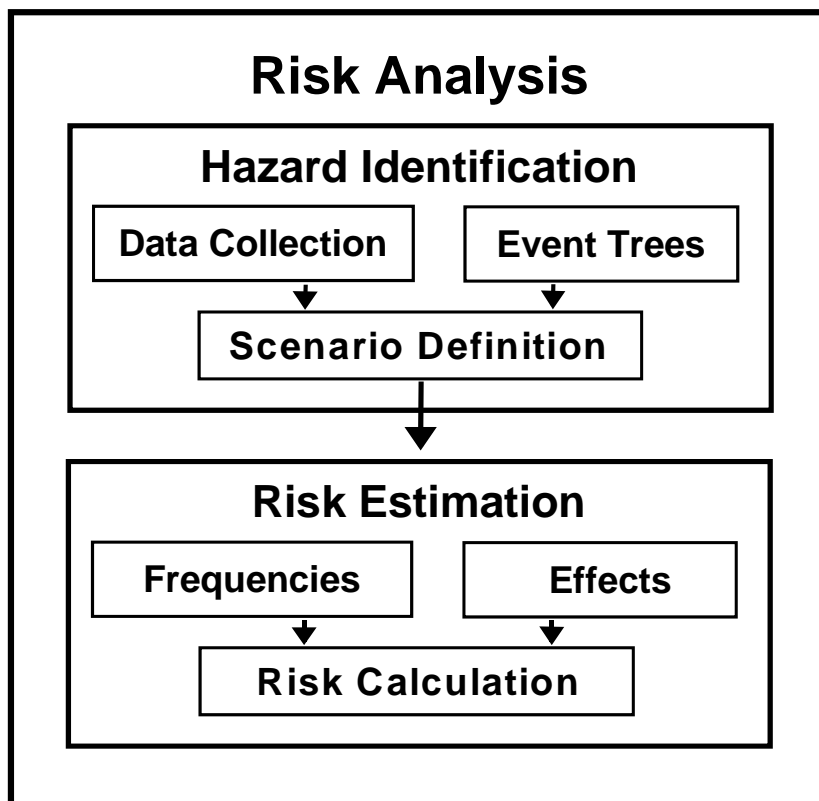 Risk Analysis
Hazard Identification
Data Collection
Event Trees
Scenario Definition
Risk Estimation
Frequencies
Effects
Risk Calculation